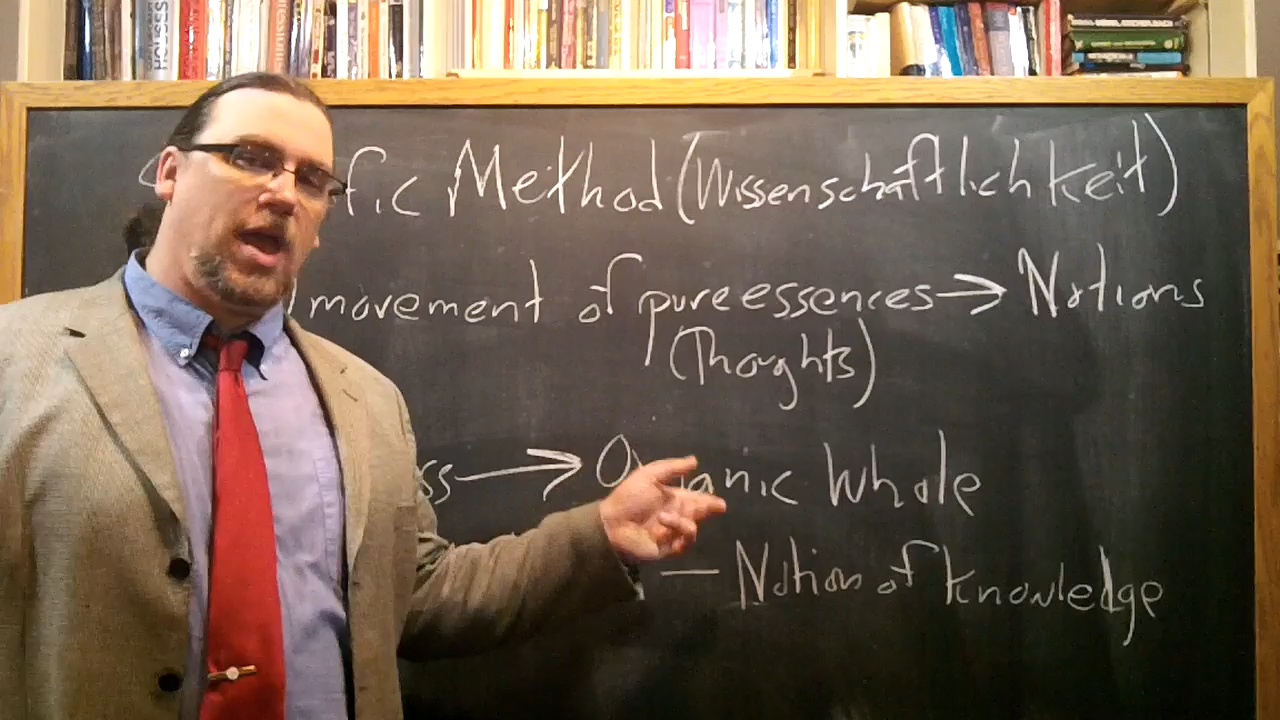 fic Method (Wissenschaftlichkeit)
movement of pure essences → Notions
(Thoughts)
ss → Organic Whole
— Notion of knowledge